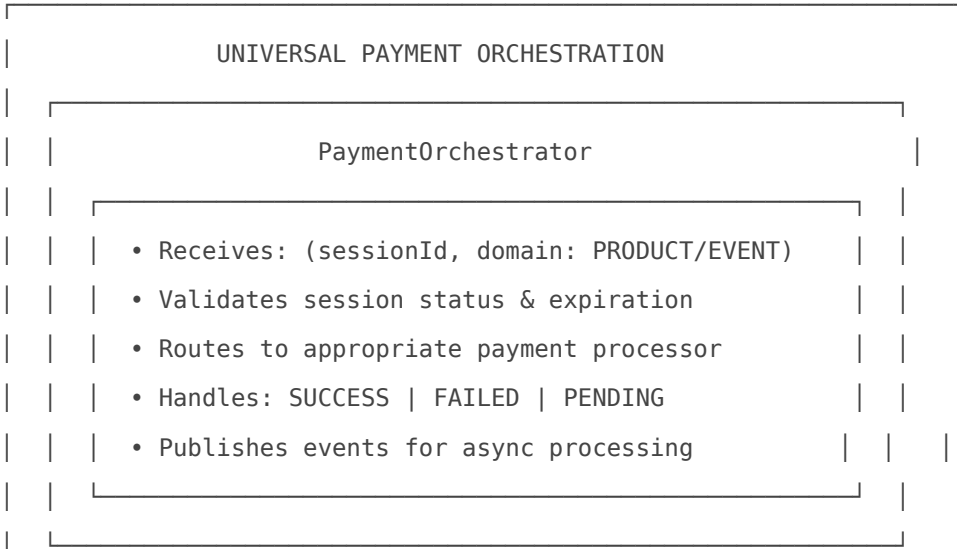 UNIVERSAL PAYMENT ORCHESTRATION
PaymentOrchestrator
• Receives: (sessionId, domain: PRODUCT/EVENT)
• Validates session status & expiration
• Routes to appropriate payment processor
• Handles: SUCCESS | FAILED | PENDING
• Publishes events for async processing